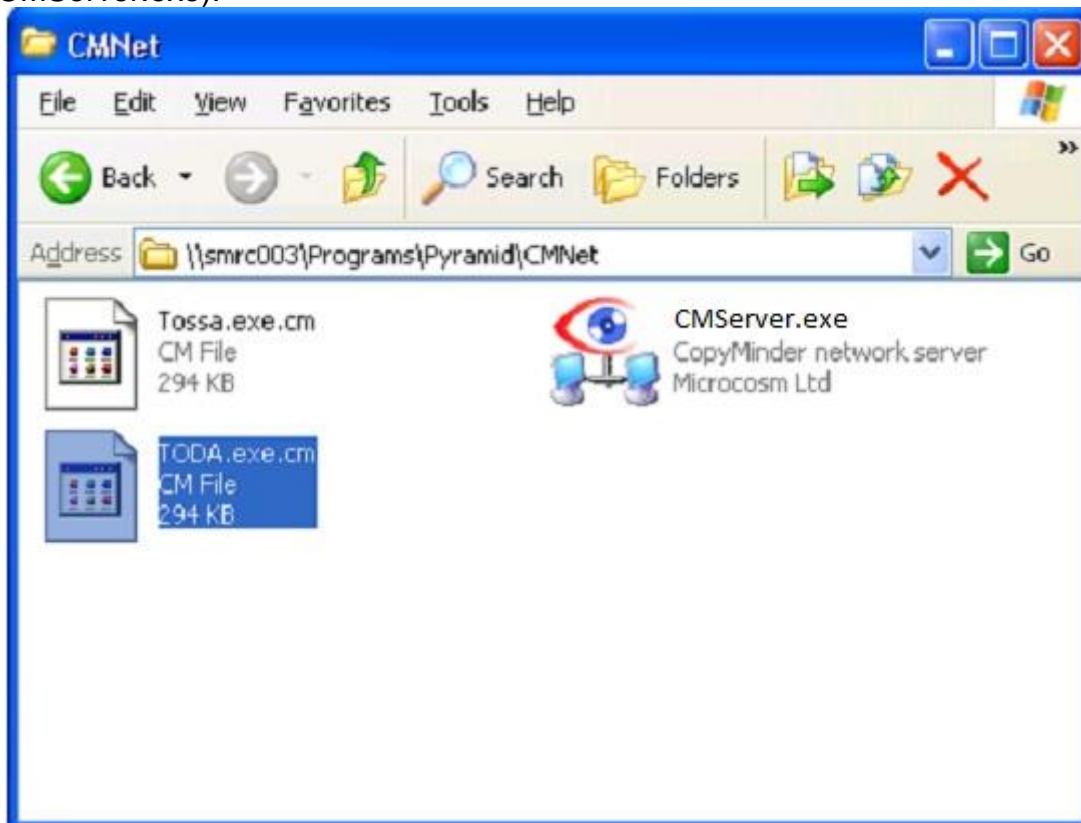 CMNet
File Edit View Favorites Tools Help
Back Search Folders »
Address \\smrc003\Programs\Pyramid\CMNet Go
Tossa.exe.cm
CM File
294 KB
CMServer.exe
CopyMinder network server
Microcosm Ltd
TODA.exe.cm
CM File
294 KB